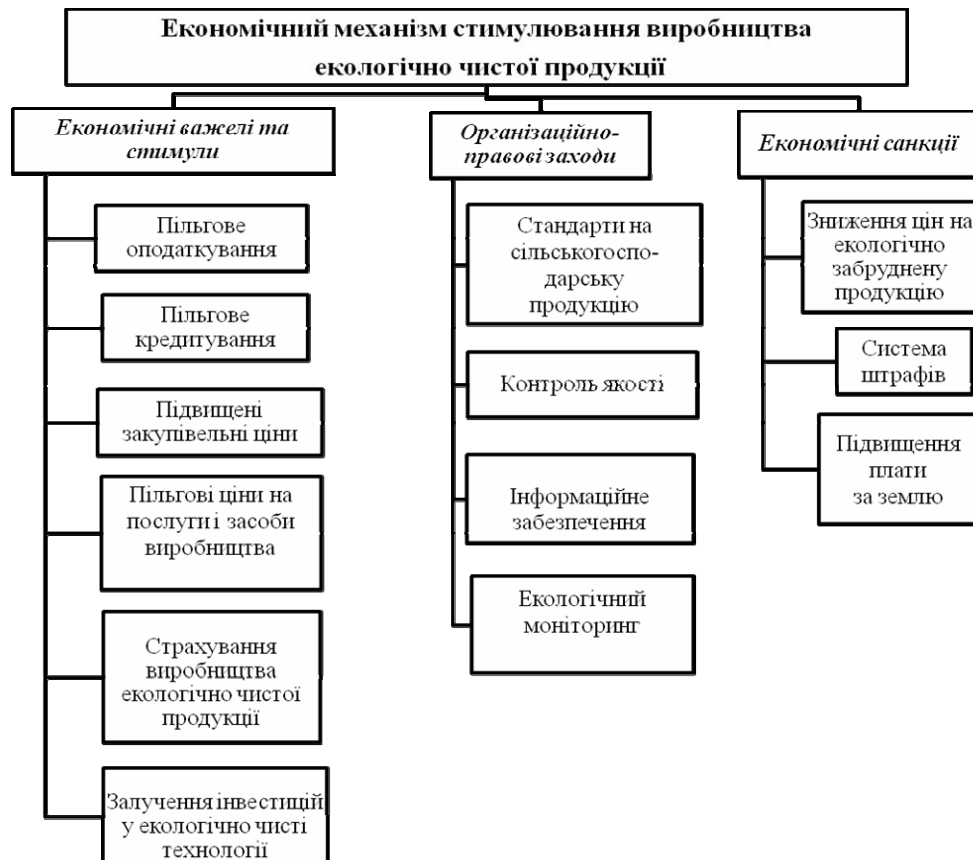 Економічний механізм стимулювання виробництва
екологічно чистої продукції
Економічні важелі та
стимули
Пільгове
оподаткування
Пільгове
кредитування
Підвищені
закупівельні ціни
Пільгові ціни на
послуги і засоби
виробництва
Страхування
виробництва
екологічно чистої
продукції
Залучення інвестицій
у екологічно чисті
технології
Організаційно-
правові заходи
Стандарти на
сільськогоспо-
дарську
продукцію
Контроль якості
Інформаційне
забезпечення
Екологічний
моніторинг
Економічні санкції
Зниження цін на
екологічно
забруднену
продукцію
Система
штрафів
Підвищення
плати
за землю